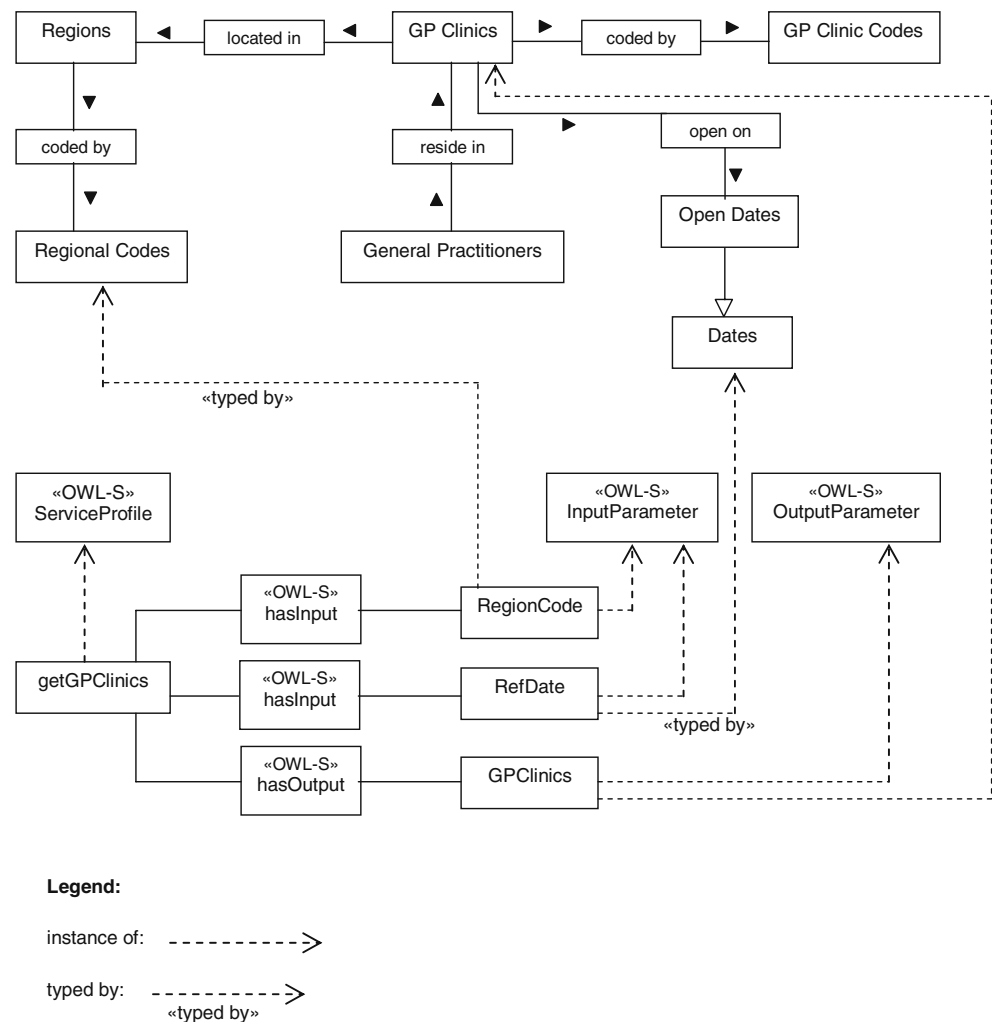 Regions
located in
GP Clinics
coded by
GP Clinic Codes
coded by
reside in
open on
Regional Codes
General Practitioners
Open Dates
Dates
«typed by»
«OWL-S»
ServiceProfile
«OWL-S»
InputParameter
«OWL-S»
OutputParameter
«OWL-S»
hasInput
RegionCode
getGPClinics
«OWL-S»
hasInput
RefDate
«typed by»
«OWL-S»
hasOutput
GPClinics
Legend:
instance of:
typed by:
«typed by»